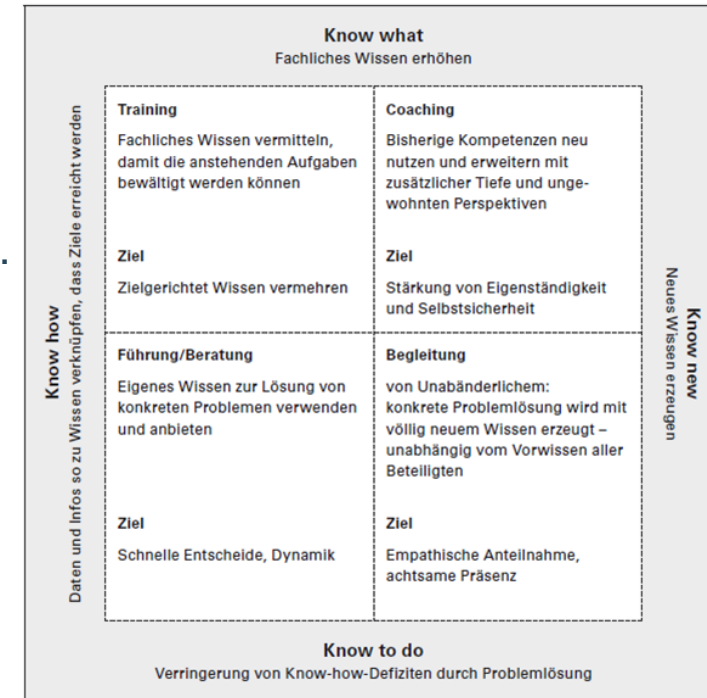 Know what
Fachliches Wissen erhöhen
Know how
Daten und Infos so zu Wissen verknüpfen, dass Ziele erreicht werden
Training
Fachliches Wissen vermitteln,
damit die anstehenden Aufgaben
bewältigt werden können
Ziel
Zielgerichtet Wissen vermehren
Coaching
Bisherige Kompetenzen neu
nutzen und erweitern mit
zusätzlicher Tiefe und unge-
wohnten Perspektiven
Ziel
Stärkung von Eigenständigkeit
und Selbstsicherheit
Führung/Beratung
Eigenes Wissen zur Lösung von
konkreten Problemen verwenden
und anbieten
Ziel
Schnelle Entscheide, Dynamik
Begleitung
von Unabänderlichem:
konkrete Problemlösung wird mit
völlig neuem Wissen erzeugt –
unabhängig vom Vorwissen aller
Beteiligten
Ziel
Empathische Anteilnahme,
achtsame Präsenz
Know new
Neues Wissen erzeugen
Know to do
Verringerung von Know-how-Defiziten durch Problemlösung